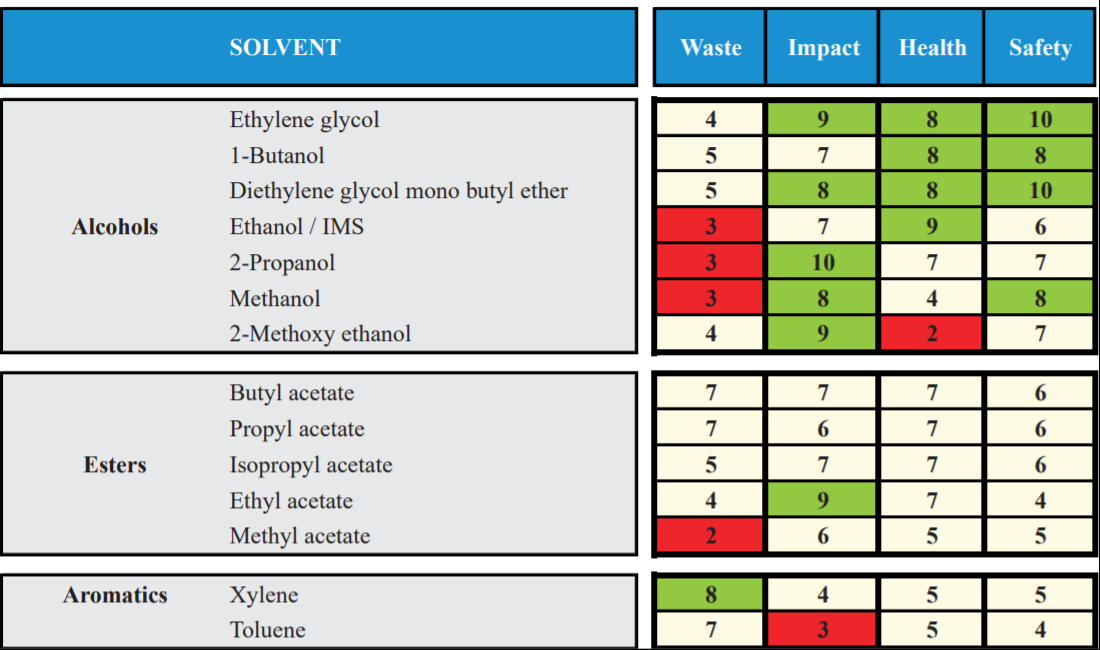 SOLVENT Waste Impact Health Safety
Ethylene glycol 4 9 8 10
1-Butanol 5 7 8 8
Diethylene glycol mono butyl ether 5 8 8 10
Alcohols Ethanol / IMS 3 7 9 6
2-Propanol 3 10 7 7
Methanol 3 8 4 8
2-Methoxy ethanol 4 9 2 7
Butyl acetate 7 7 7 6
Propyl acetate 7 6 7 6
Esters Isopropyl acetate 5 7 7 6
Ethyl acetate 4 9 7 4
Methyl acetate 2 6 5 5
Aromatics Xylene 8 4 5 5
Toluene 7 3 5 4